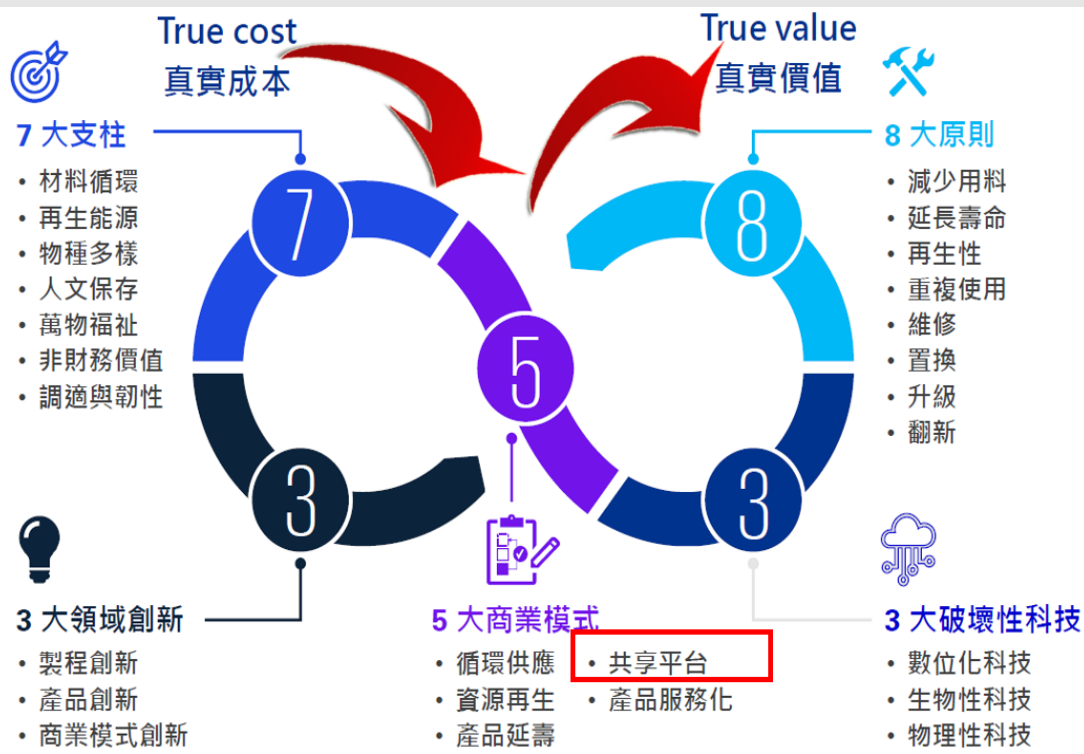 True cost
真實成本
True value
真實價值
7 大支柱
• 材料循環
• 再生能源
• 物種多樣
• 人文保存
• 萬物福祉
• 非財務價值
• 調適與韌性
8 大原則
• 減少用料
• 延長壽命
• 再生性
• 重複使用
• 維修
• 置換
• 升級
• 翻新
7
8
5
3
3
3 大領域創新
• 製程創新
• 產品創新
• 商業模式創新
5 大商業模式
• 循環供應
• 資源再生
• 產品延壽
• 共享平台
• 產品服務化
3 大破壞性科技
• 數位化科技
• 生物性科技
• 物理性科技